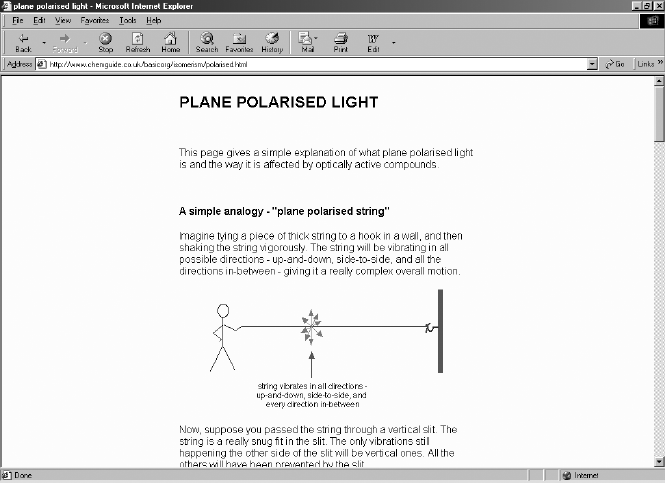 plane polarised light - Microsoft Internet Explorer
File Edit View Favorites Tools Help
Back Forward Stop Refresh Home Search Favorites History Mail Print Edit
Address http://www.chemguide.co.uk/basicorg/isomerism/polarised.html Go Links »
PLANE POLARISED LIGHT
This page gives a simple explanation of what plane polarised light
is and the way it is affected by optically active compounds.
A simple analogy - "plane polarised string"
Imagine tying a piece of thick string to a hook in a wall, and then
shaking the string vigorously. The string will be vibrating in all
possible directions - up-and-down, side-to-side, and all the
directions in-between - giving it a really complex overall motion.
string vibrates in all directions -
up-and-down, side-to-side, and
every direction in-between
Now, suppose you passed the string through a vertical slit. The
string is a really snug fit in the slit. The only vibrations still
happening the other side of the slit will be vertical ones. All the
others will have been prevented by the slit.
Done Internet